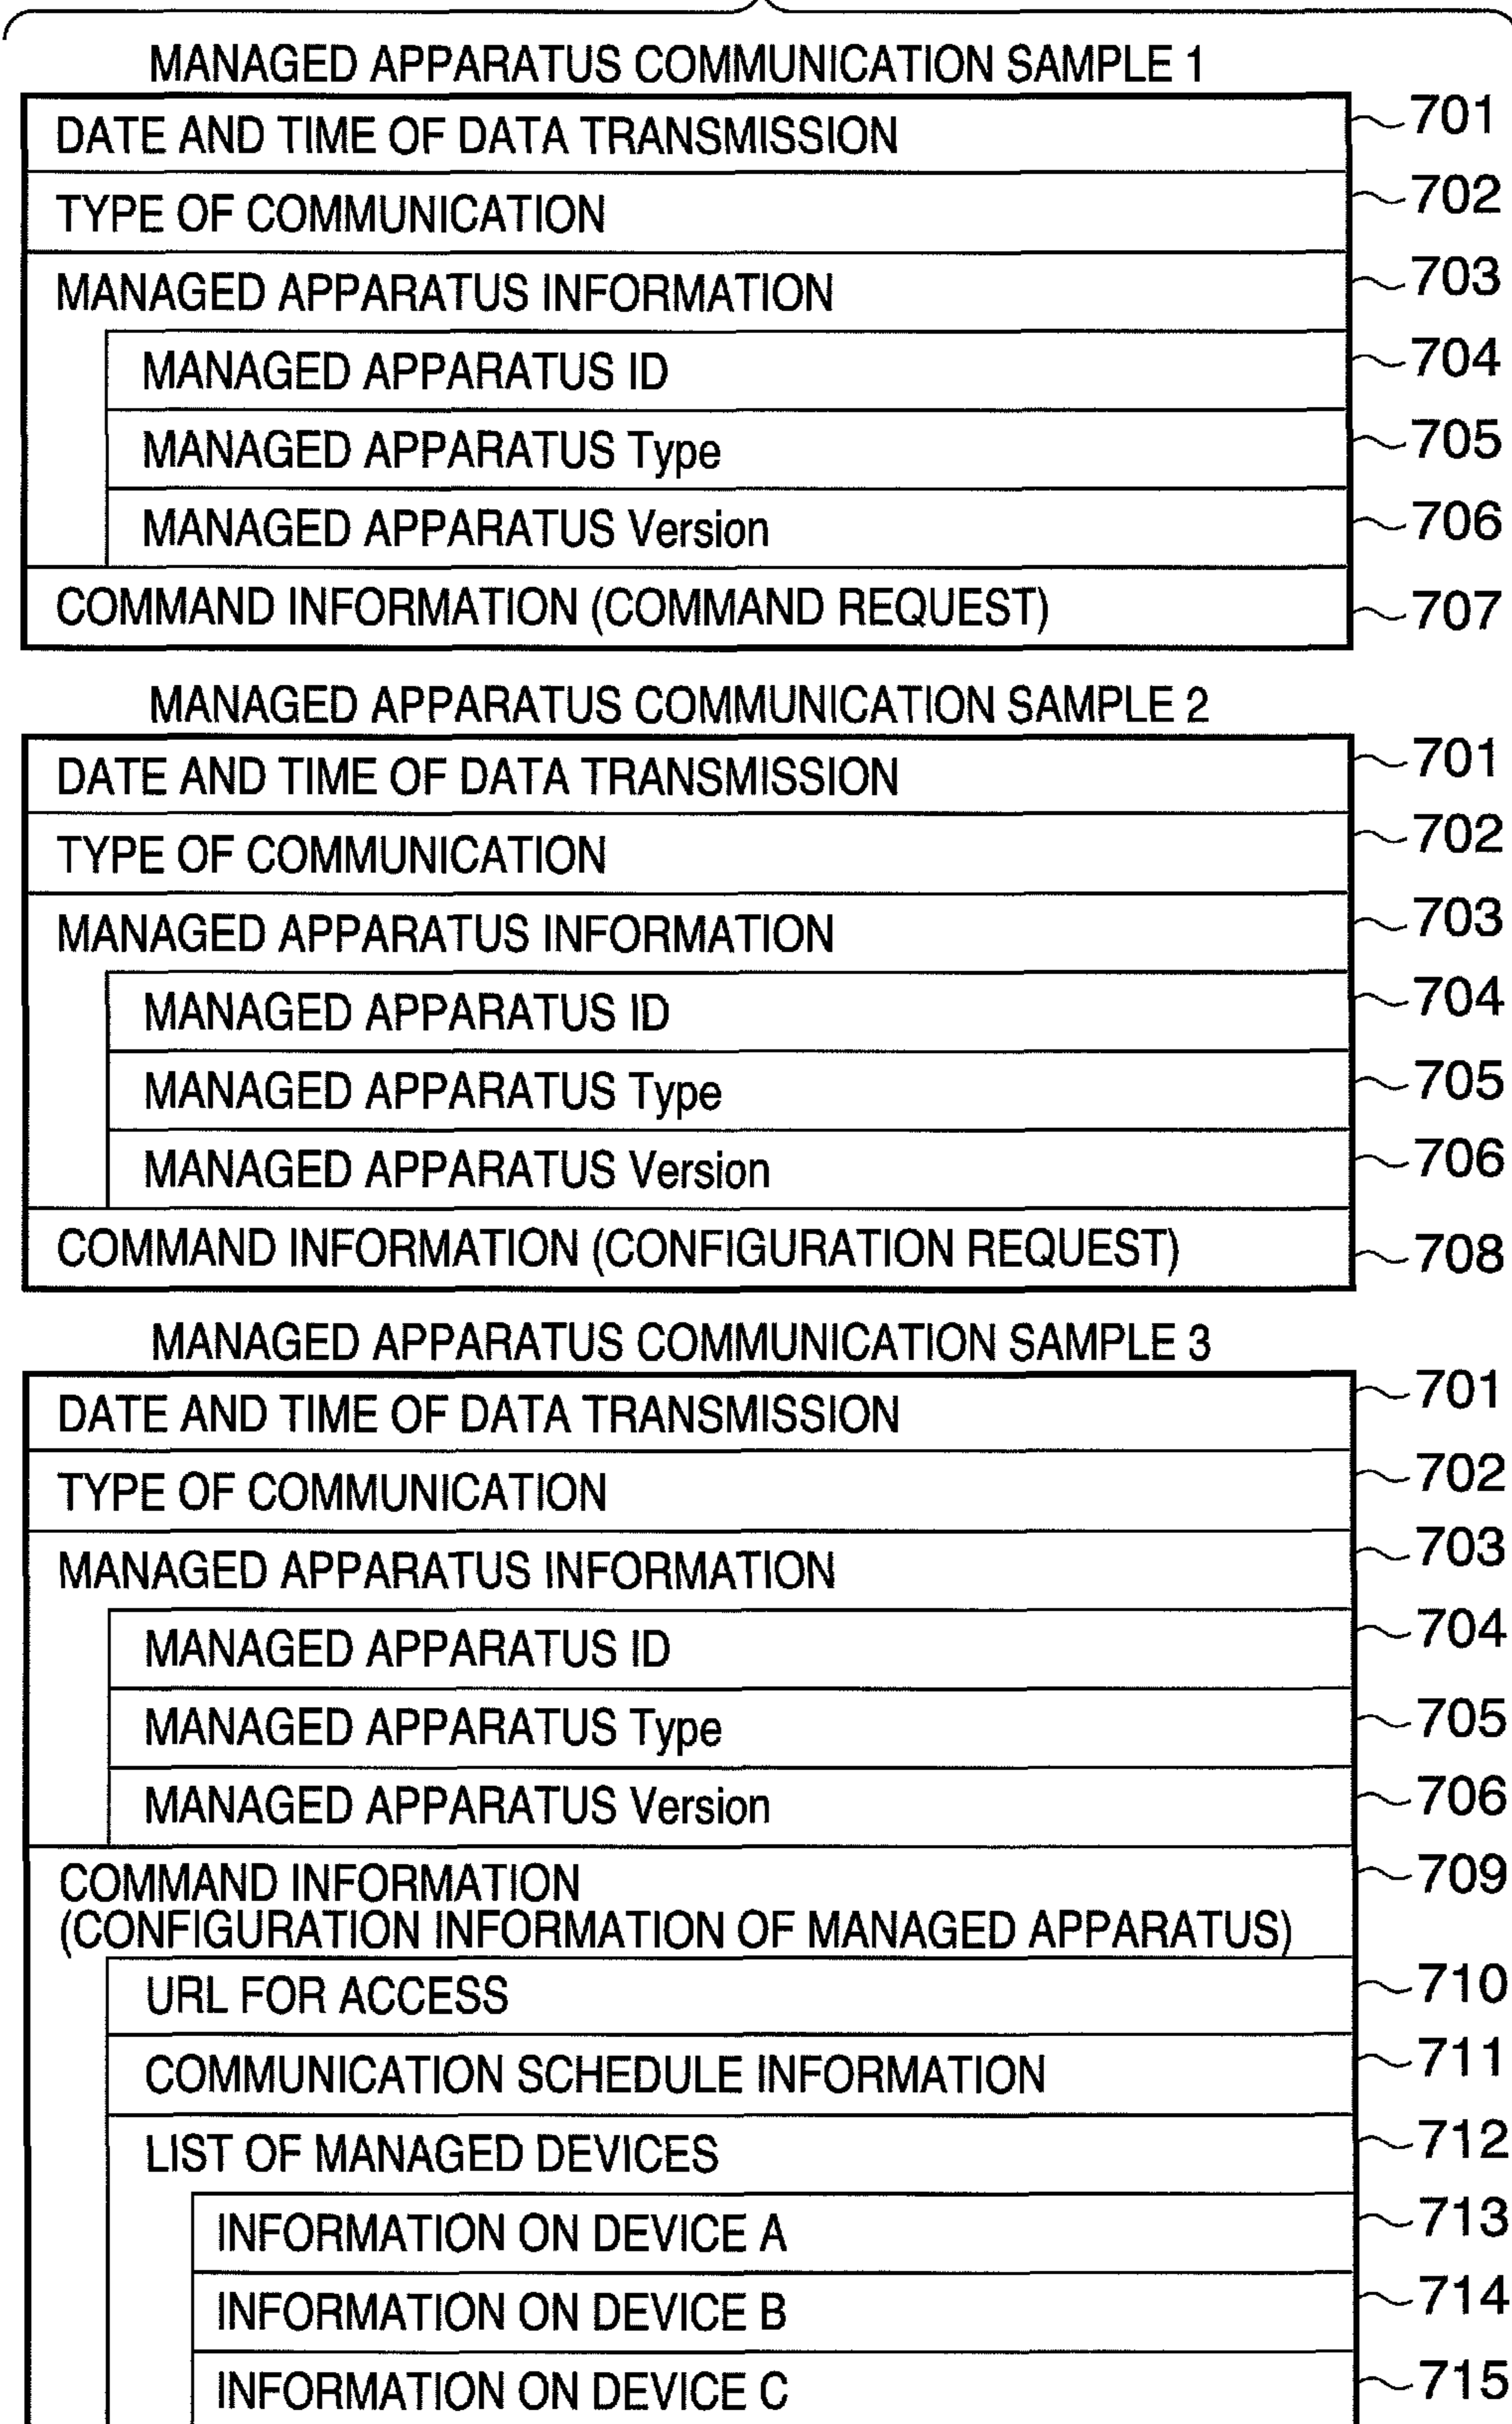 MANAGED APPARATUS COMMUNICATION SAMPLE 1
DATE AND TIME OF DATA TRANSMISSION 701
TYPE OF COMMUNICATION 702
MANAGED APPARATUS INFORMATION 703
MANAGED APPARATUS ID 704
MANAGED APPARATUS Type 705
MANAGED APPARATUS Version 706
COMMAND INFORMATION (COMMAND REQUEST) 707
MANAGED APPARATUS COMMUNICATION SAMPLE 2
DATE AND TIME OF DATA TRANSMISSION 701
TYPE OF COMMUNICATION 702
MANAGED APPARATUS INFORMATION 703
MANAGED APPARATUS ID 704
MANAGED APPARATUS Type 705
MANAGED APPARATUS Version 706
COMMAND INFORMATION (CONFIGURATION REQUEST) 708
MANAGED APPARATUS COMMUNICATION SAMPLE 3
DATE AND TIME OF DATA TRANSMISSION 701
TYPE OF COMMUNICATION 702
MANAGED APPARATUS INFORMATION 703
MANAGED APPARATUS ID 704
MANAGED APPARATUS Type 705
MANAGED APPARATUS Version 706
COMMAND INFORMATION 709
(CONFIGURATION INFORMATION OF MANAGED APPARATUS)
URL FOR ACCESS 710
COMMUNICATION SCHEDULE INFORMATION 711
LIST OF MANAGED DEVICES 712
INFORMATION ON DEVICE A 713
INFORMATION ON DEVICE B 714
INFORMATION ON DEVICE C 715